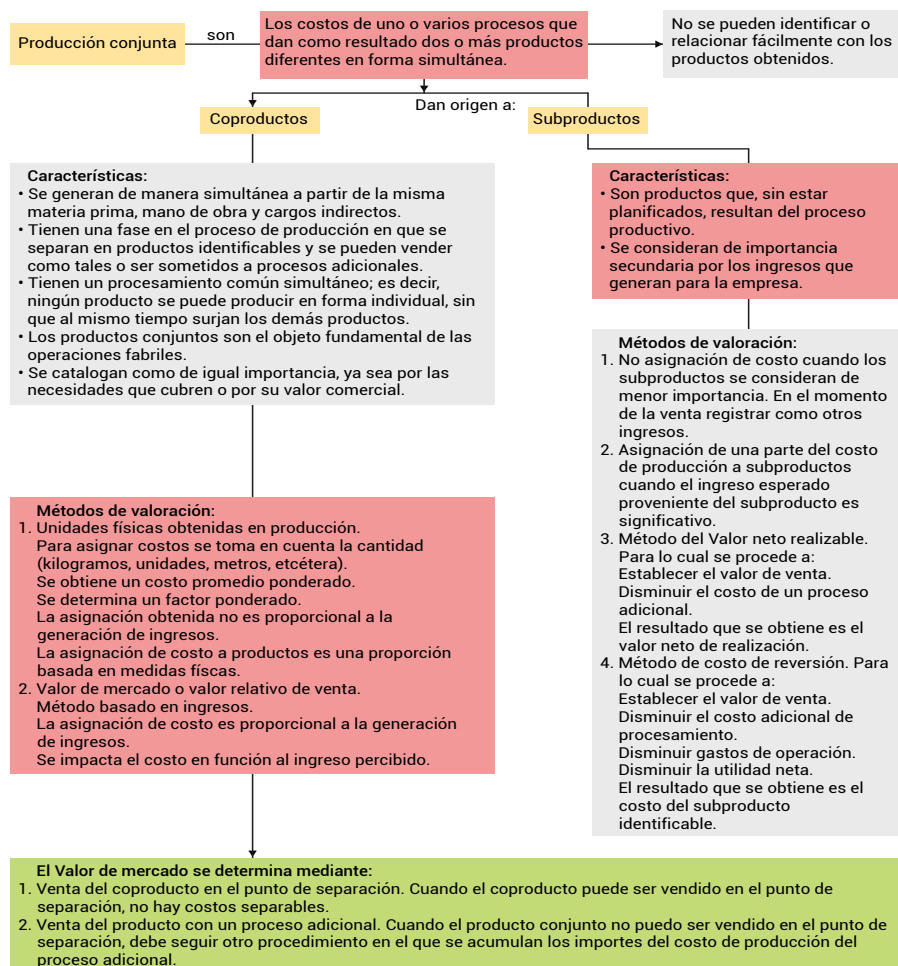 Producción conjunta
son
Los costos de uno o varios procesos que
dan como resultado dos o más productos
diferentes en forma simultánea.
No se pueden identificar o
relacionar fácilmente con los
productos obtenidos.
Dan origen a:
Coproductos
Subproductos
Características:
• Se generan de manera simultánea a partir de la misma
materia prima, mano de obra y cargos indirectos.
• Tienen una fase en el proceso de producción en que se
separan en productos identificables y se pueden vender
como tales o ser sometidos a procesos adicionales.
• Tienen un procesamiento común simultáneo; es decir,
ningún producto se puede producir en forma individual, sin
que al mismo tiempo surjan los demás productos.
• Los productos conjuntos son el objeto fundamental de las
operaciones fabriles.
• Se catalogan como de igual importancia, ya sea por las
necesidades que cubren o por su valor comercial.
Métodos de valoración:
1. Unidades físicas obtenidas en producción.
Para asignar costos se toma en cuenta la cantidad
(kilogramos, unidades, metros, etcétera).
Se obtiene un costo promedio ponderado.
Se determina un factor ponderado.
La asignación obtenida no es proporcional a la
generación de ingresos.
La asignación de costo a productos es una proporción
basada en medidas físcas.
2. Valor de mercado o valor relativo de venta.
Método basado en ingresos.
La asignación de costo es proporcional a la generación
de ingresos.
Se impacta el costo en función al ingreso percibido.
Características:
• Son productos que, sin estar
planificados, resultan del proceso
productivo.
• Se consideran de importancia
secundaria por los ingresos que
generan para la empresa.
Métodos de valoración:
1. No asignación de costo cuando los
subproductos se consideran de
menor importancia. En el momento
de la venta registrar como otros
ingresos.
2. Asignación de una parte del costo
de producción a subproductos
cuando el ingreso esperado
proveniente del subproducto es
significativo.
3. Método del Valor neto realizable.
Para lo cual se procede a:
Establecer el valor de venta.
Disminuir el costo de un proceso
adicional.
El resultado que se obtiene es el
valor neto de realización.
4. Método de costo de reversión. Para
lo cual se procede a:
Establecer el valor de venta.
Disminuir el costo adicional de
procesamiento.
Disminuir gastos de operación.
Disminuir la utilidad neta.
El resultado que se obtiene es el
costo del subproducto
identificable.
El Valor de mercado se determina mediante:
1. Venta del coproducto en el punto de separación. Cuando el coproducto puede ser vendido en el punto de
separación, no hay costos separables.
2. Venta del producto con un proceso adicional. Cuando el producto conjunto no puedo ser vendido en el punto de
separación, debe seguir otro procedimiento en el que se acumulan los importes del costo de producción del
proceso adicional.